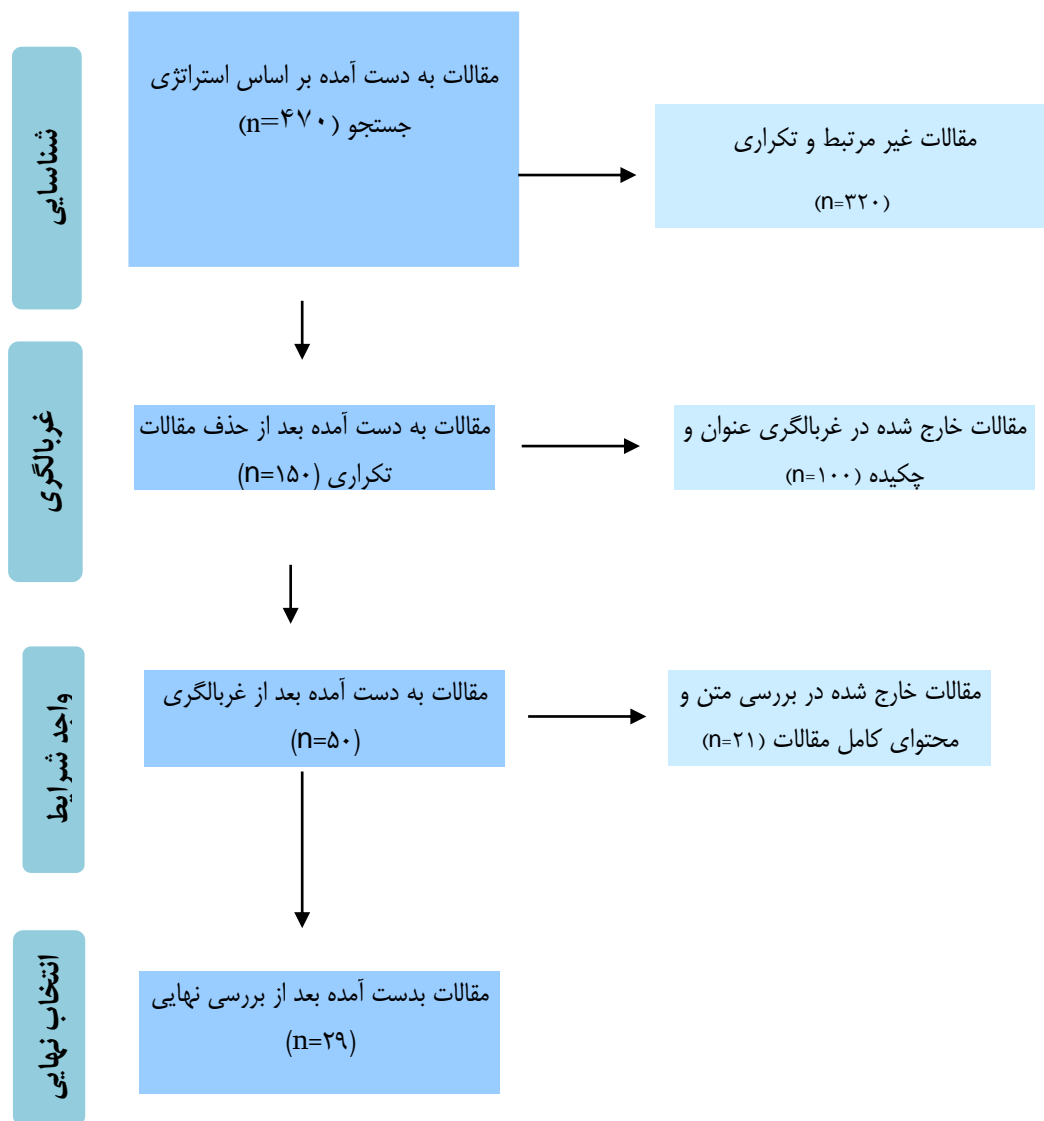 شناسایی
مقالات به دست آمده بر اساس استراتژی
جستجو (n=۴۷۰)
مقالات غیر مرتبط و تکراری
(n=۳۲۰)
غربالگری
مقالات به دست آمده بعد از حذف مقالات
تکراری (n=۱۵۰)
مقالات خارج شده در غربالگری عنوان و
چکیده (n=۱۰۰)
واجد شرایط
مقالات به دست آمده بعد از غربالگری
(n=۵۰)
مقالات خارج شده در بررسی متن و
محتوای کامل مقالات (n=۲۱)
انتخاب نهایی
مقالات بدست آمده بعد از بررسی نهایی
(n=۲۹)